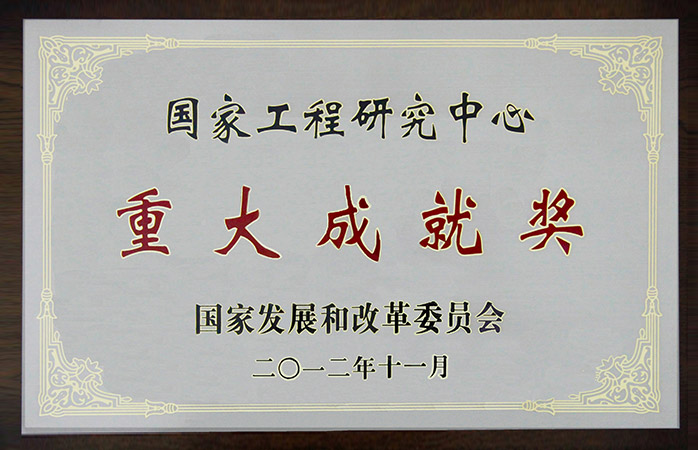 国家工程研究中心
重大成就奖
国家发展和改革委员会
二〇一二年十一月